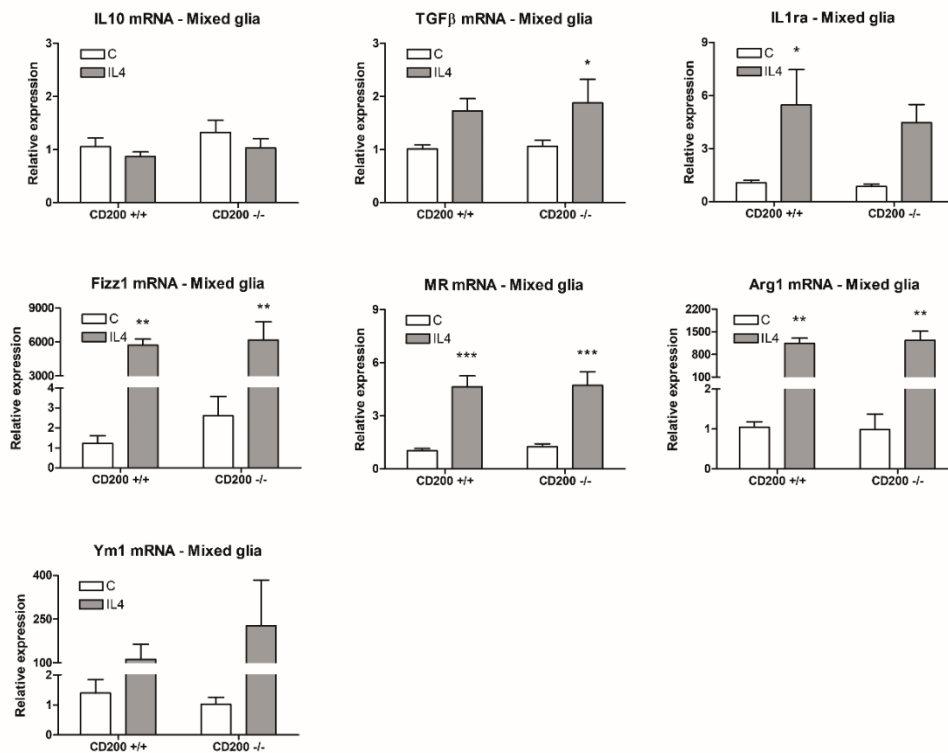 IL10 mRNA - Mixed glia
Relative expression
3
2
1
0
C
IL4
CD200 +/+
CD200 -/-
TGFβ mRNA - Mixed glia
Relative expression
3
2
1
0
C
IL4
*
CD200 +/+
CD200 -/-
IL1ra - Mixed glia
Relative expression
9
6
3
0
C
IL4
*
CD200 +/+
CD200 -/-
Fizz1 mRNA - Mixed glia
Relative expression
9000
6000
3000
4
3
2
1
0
C
IL4
**
**
CD200 +/+
CD200 -/-
MR mRNA - Mixed glia
Relative expression
9
6
3
0
C
IL4
***
***
CD200 +/+
CD200 -/-
Arg1 mRNA - Mixed glia
Relative expression
2200
1500
800
100
2
1
0
C
IL4
**
**
CD200 +/+
CD200 -/-
Ym1 mRNA - Mixed glia
Relative expression
400
250
100
2
1
0
C
IL4
CD200 +/+
CD200 -/-